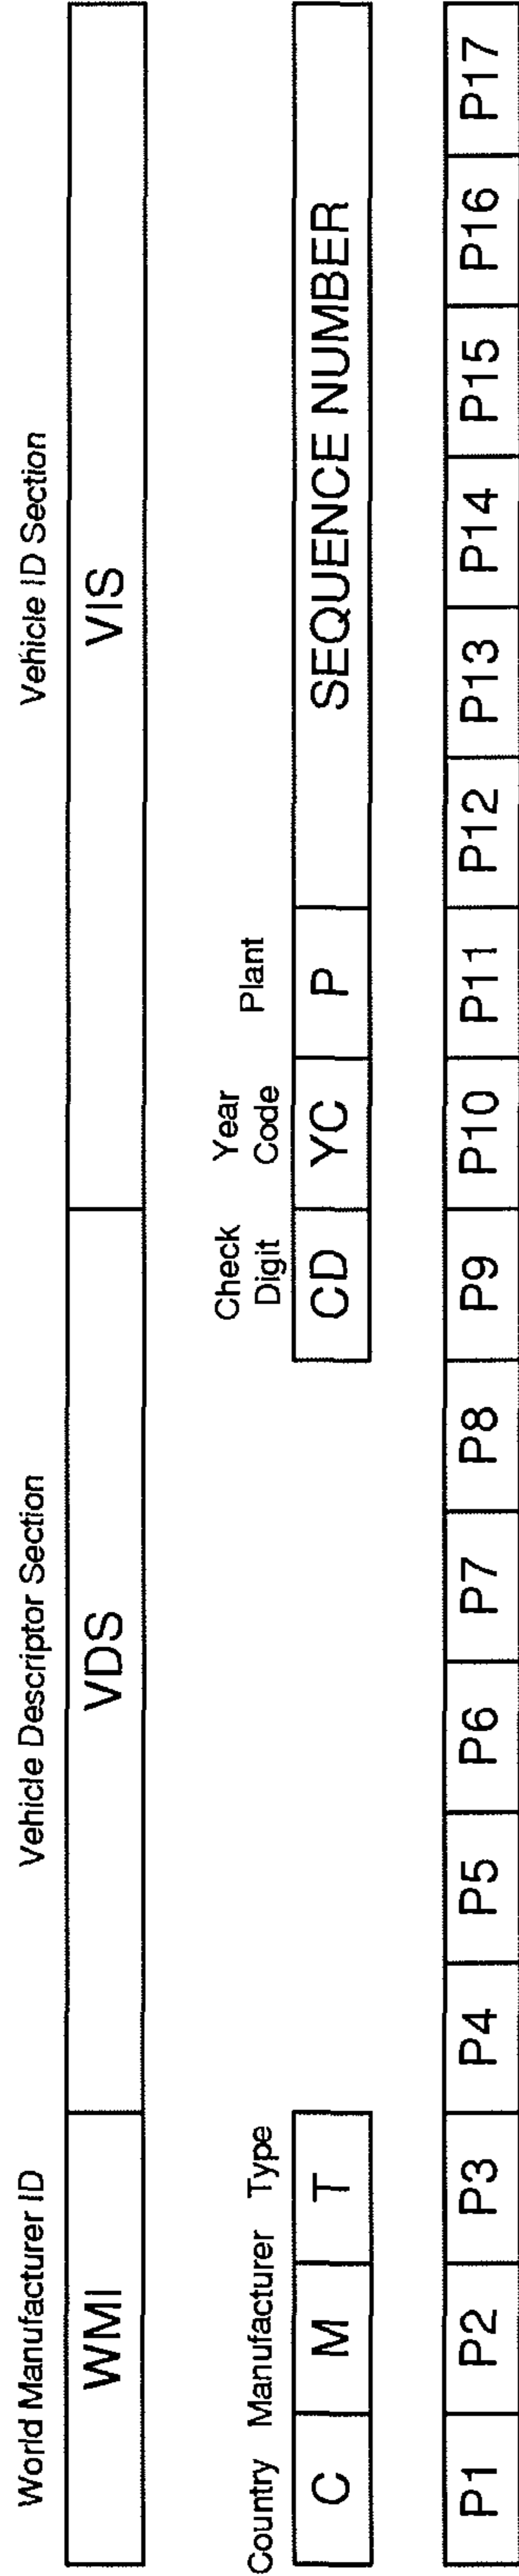 World Manufacturer ID Vehicle Descriptor Section Vehicle ID Section
WMI VDS VIS
Check Year
Country Manufacturer Type Digit Code Plant
C M T CD YC P SEQUENCE NUMBER
P1 P2 P3 P4 P5 P6 P7 P8 P9 P10 P11 P12 P13 P14 P15 P16 P17